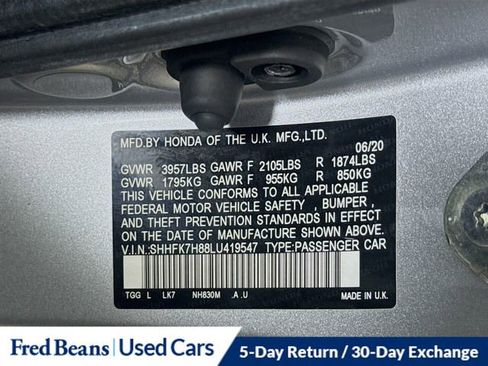 MFD.BY HONDA OF THE U.K. MFG.,LTD.
06/20
GVWR 3957LBS GAWR F 2105LBS R 1874LBS
GVWR 1795KG GAWR F 955KG R 850KG
THIS VEHICLE CONFORMS TO ALL APPLICABLE
FEDERAL MOTOR VEHICLE SAFETY , BUMPER ,
AND THEFT PREVENTION STANDARDS IN EFFECT
ON THE DATE OF MANUFACTURE SHOWN ABOVE.
V.I.N.:SHHFK7H88LU419547 TYPE:PASSENGER CAR
TGG L LK7 NH830M .A .U MADE IN U.K.
Fred Beans | Used Cars 5-Day Return / 30-Day Exchange